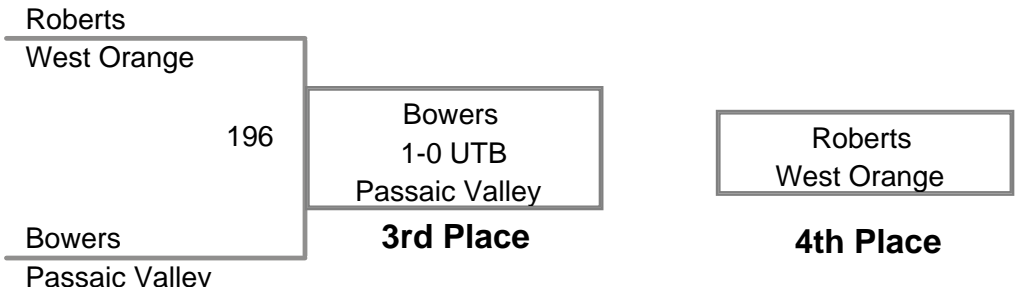 Roberts
West Orange
196
Bowers
1-0 UTB
Passaic Valley
3rd Place
Roberts
West Orange
4th Place
Bowers
Passaic Valley